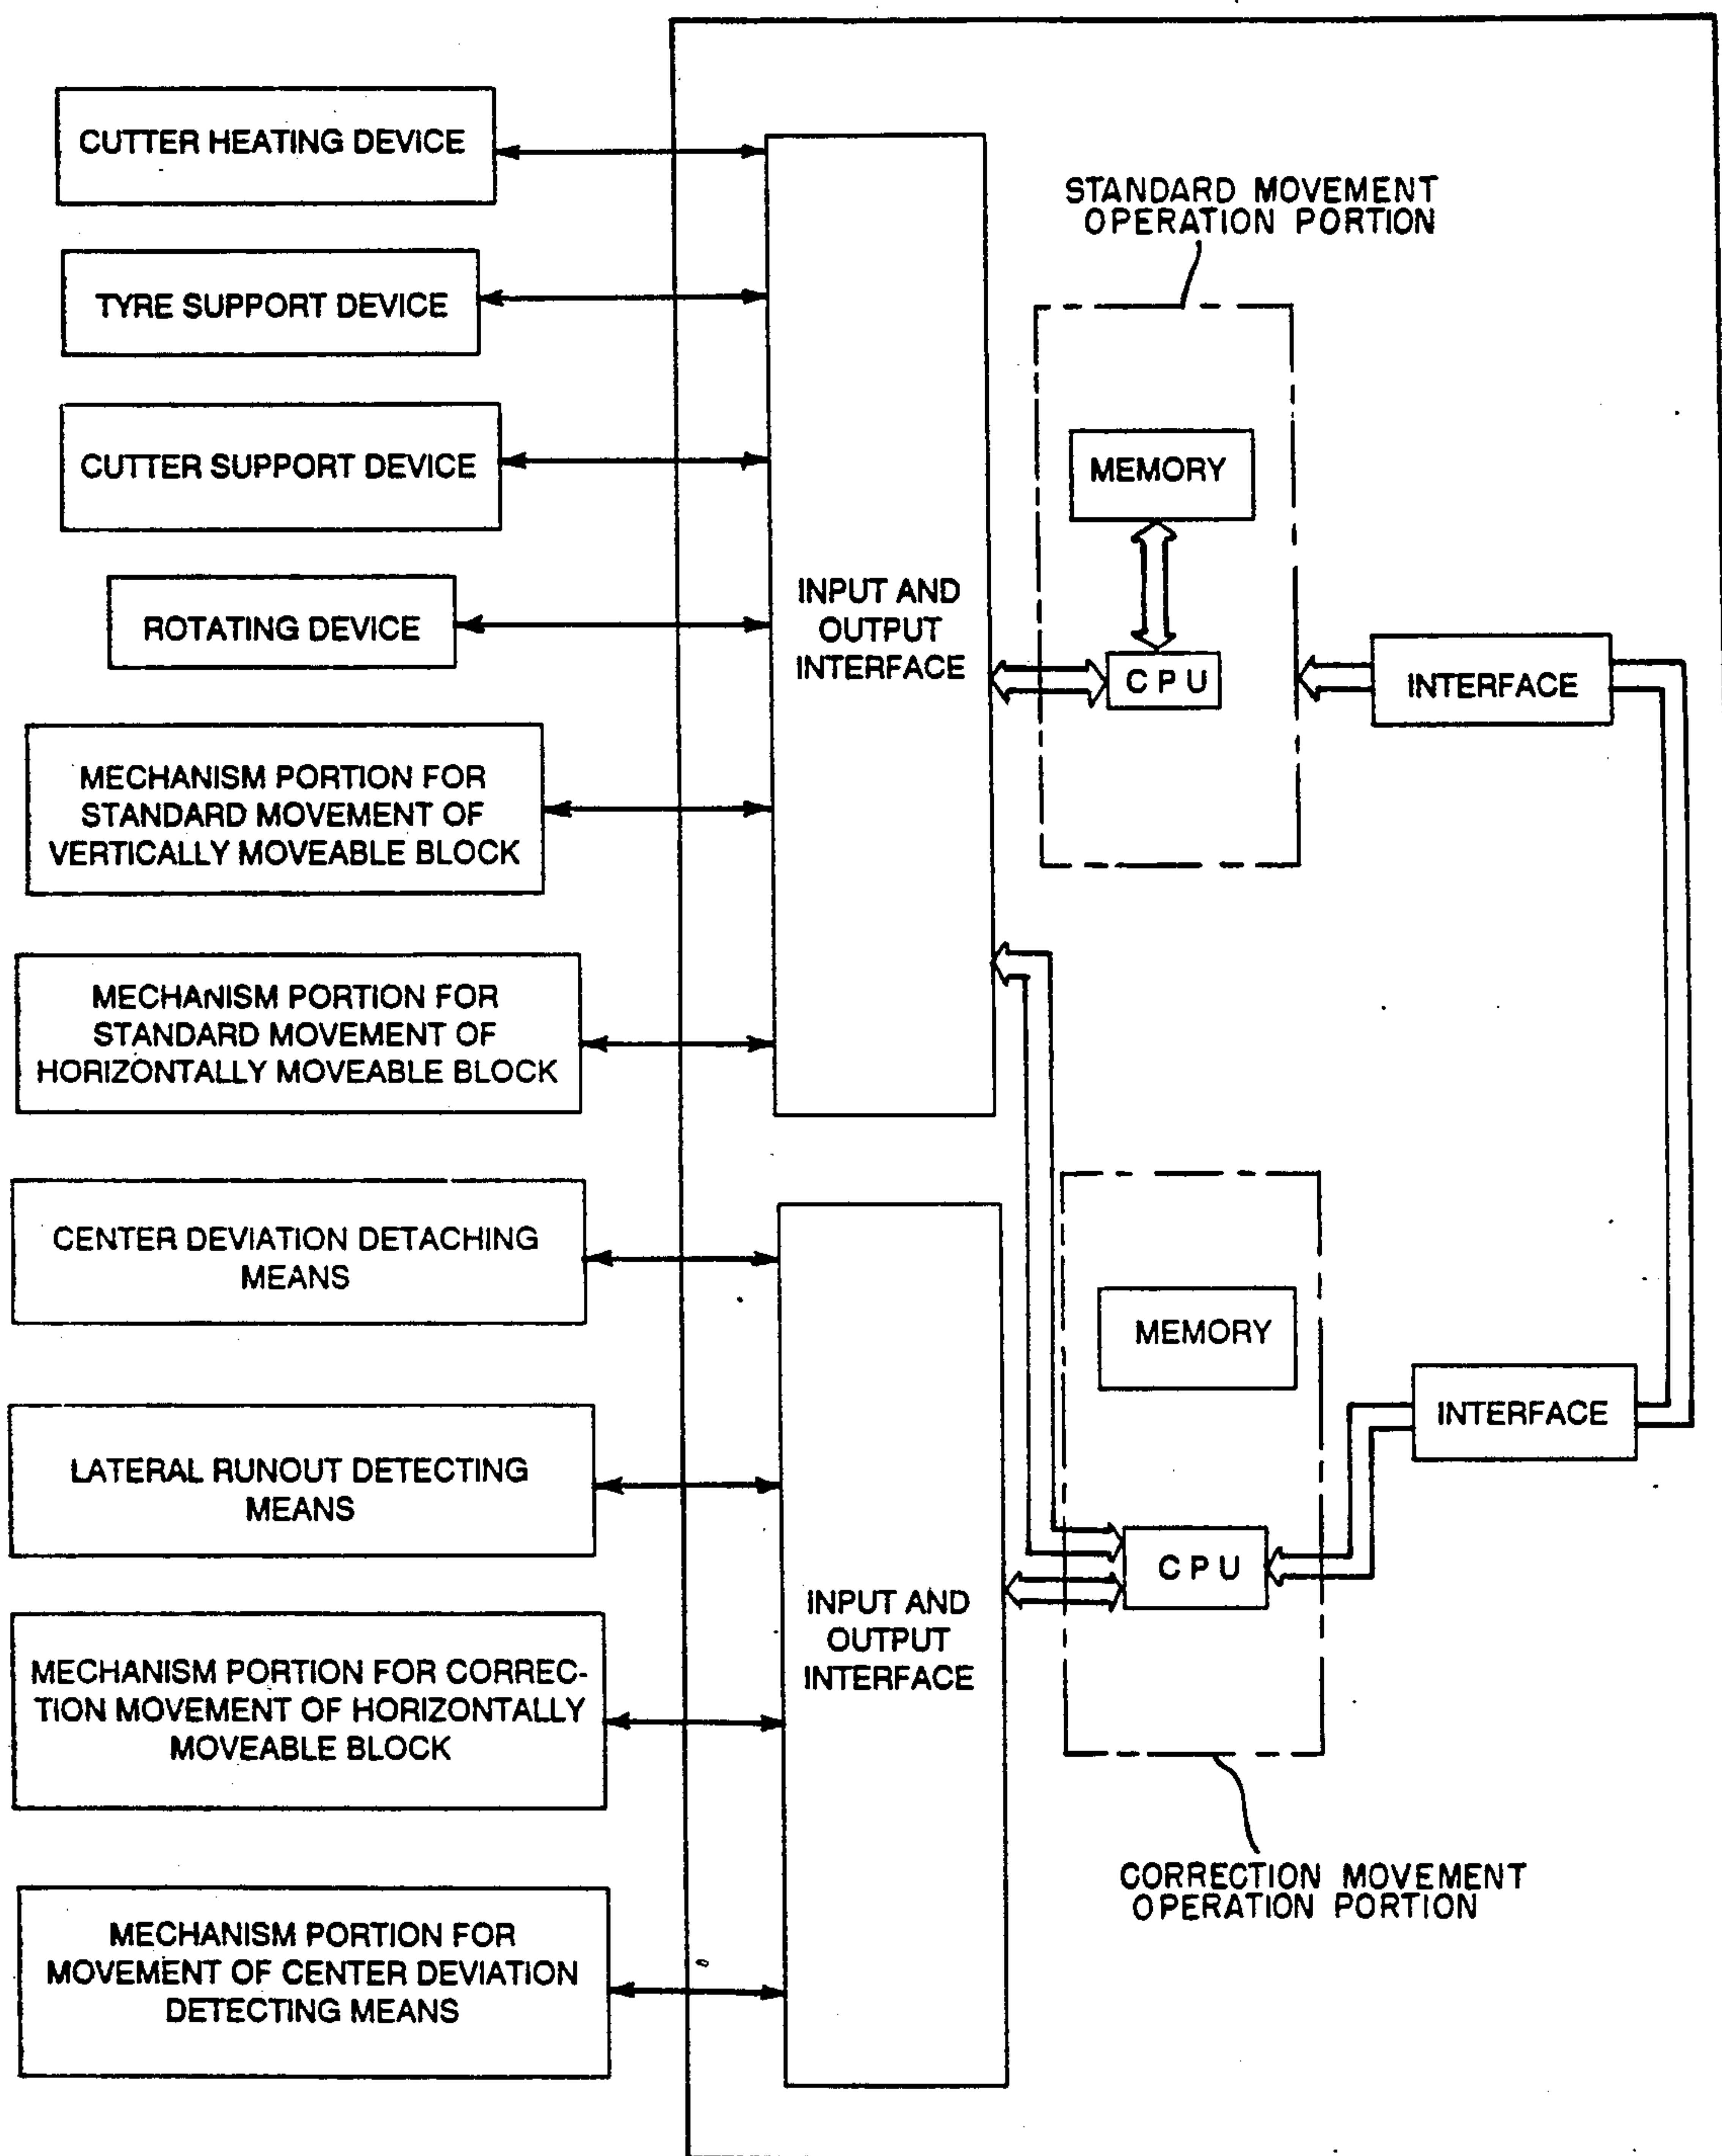 CUTTER HEATING DEVICE
TYRE SUPPORT DEVICE
CUTTER SUPPORT DEVICE
ROTATING DEVICE
MECHANISM PORTION FOR
STANDARD MOVEMENT OF
VERTICALLY MOVEABLE BLOCK
MECHANISM PORTION FOR
STANDARD MOVEMENT OF
HORIZONTALLY MOVEABLE BLOCK
CENTER DEVIATION DETACHING
MEANS
LATERAL RUNOUT DETECTING
MEANS
MECHANISM PORTION FOR CORREC-
TION MOVEMENT OF HORIZONTALLY
MOVEABLE BLOCK
MECHANISM PORTION FOR
MOVEMENT OF CENTER DEVIATION
DETECTING MEANS
INPUT AND
OUTPUT
INTERFACE
INPUT AND
OUTPUT
INTERFACE
STANDARD MOVEMENT
OPERATION PORTION
MEMORY
CPU
INTERFACE
MEMORY
CPU
INTERFACE
CORRECTION MOVEMENT
OPERATION PORTION